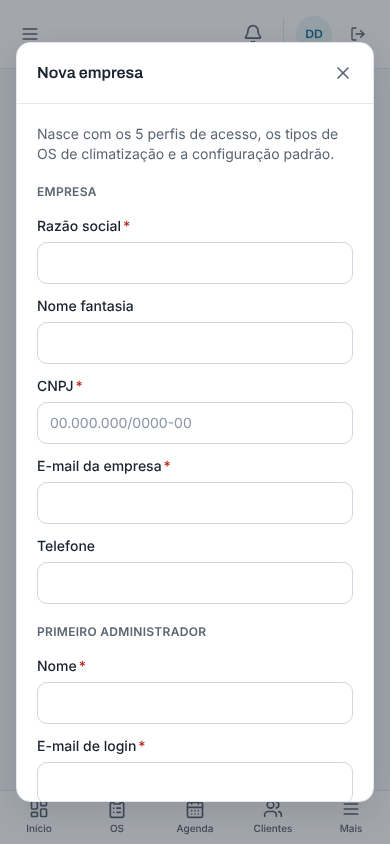 DD
Nova empresa
Nasce com os 5 perfis de acesso, os tipos de
OS de climatização e a configuração padrão.
EMPRESA
Razão social *
Nome fantasia
CNPJ *
00.000.000/0000-00
E-mail da empresa *
Telefone
PRIMEIRO ADMINISTRADOR
Nome *
E-mail de login *
Início OS Agenda Clientes Mais